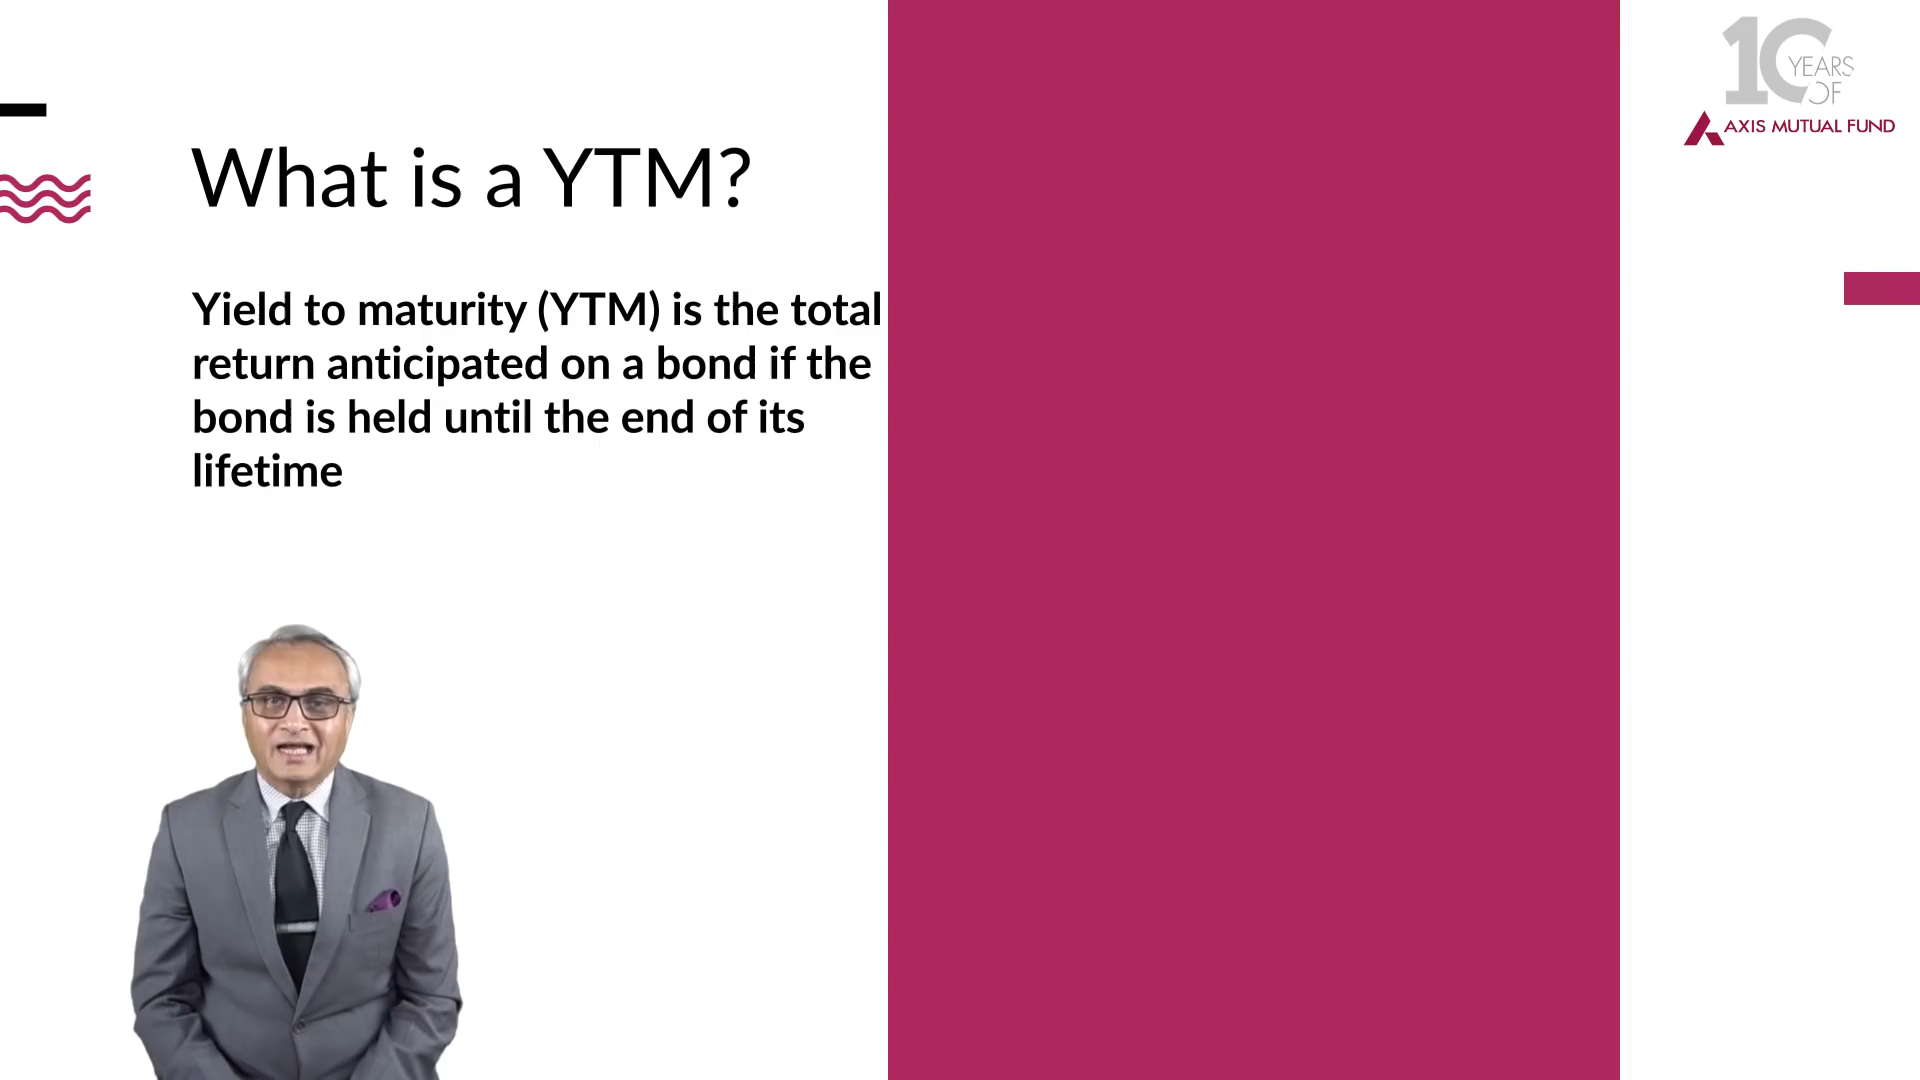 What is a YTM?
Yield to maturity (YTM) is the total
return anticipated on a bond if the
bond is held until the end of its
lifetime
10
YEARS
OF
AXIS MUTUAL FUND